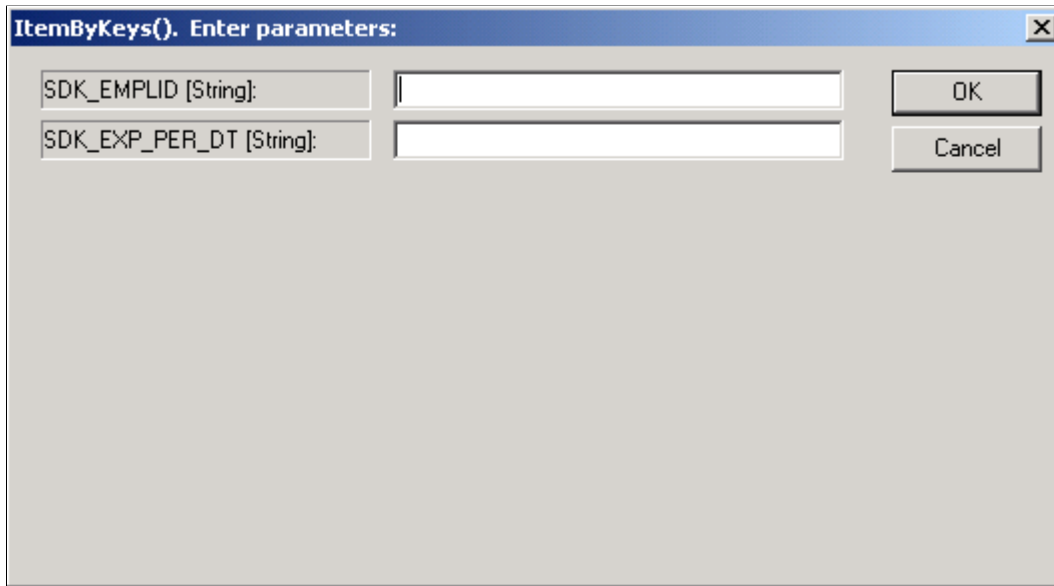 ItemByKeys().  Enter parameters:
SDK_EMPLID [String]:
OK
SDK_EXP_PER_DT [String]:
Cancel